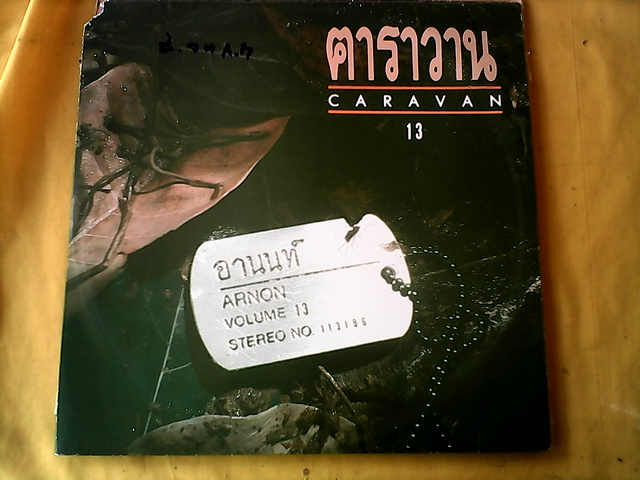 คาราวาน
CARAVAN
13
อานนท์
ARNON
VOLUME 13
STEREO NO. 113196